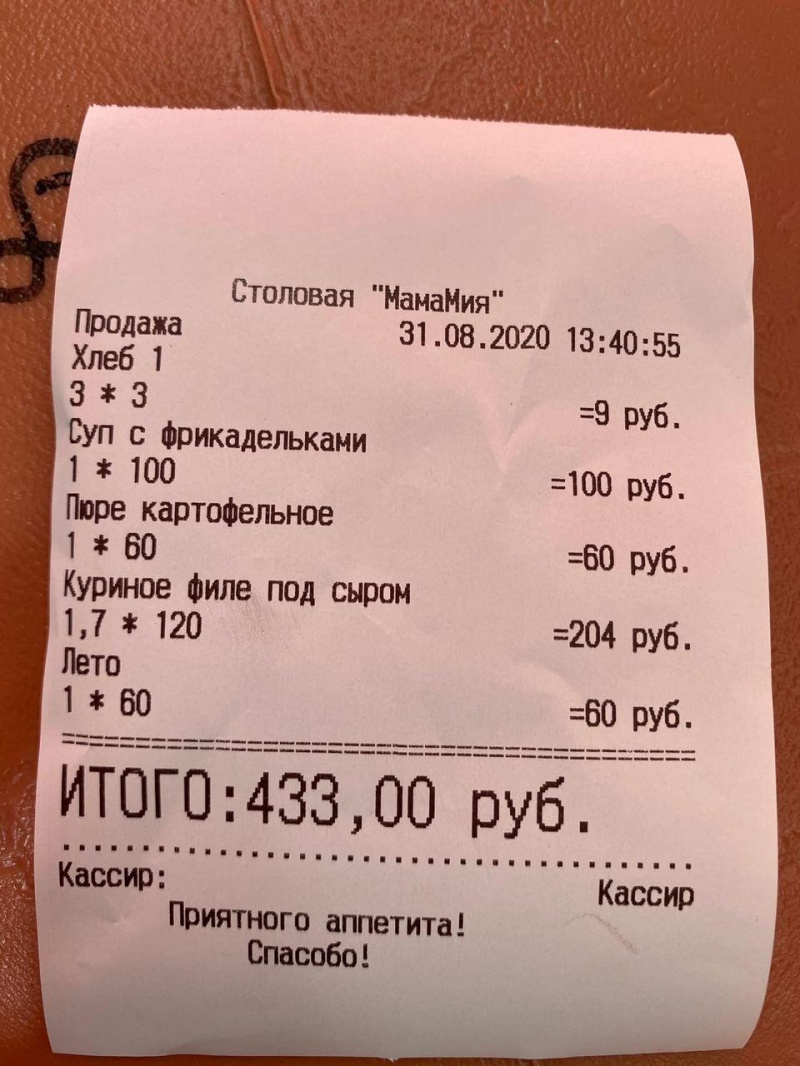 Столовая "МамаМия"
Продажа 31.08.2020 13:40:55
Хлеб 1
3 * 3 =9 руб.
Суп с фрикадельками
1 * 100 =100 руб.
Пюре картофельное
1 * 60 =60 руб.
Куриное филе под сыром
1,7 * 120 =204 руб.
Лето
1 * 60 =60 руб.
ИТОГО:433,00 руб.
Кассир: Кассир
Приятного аппетита!
Спасобо!